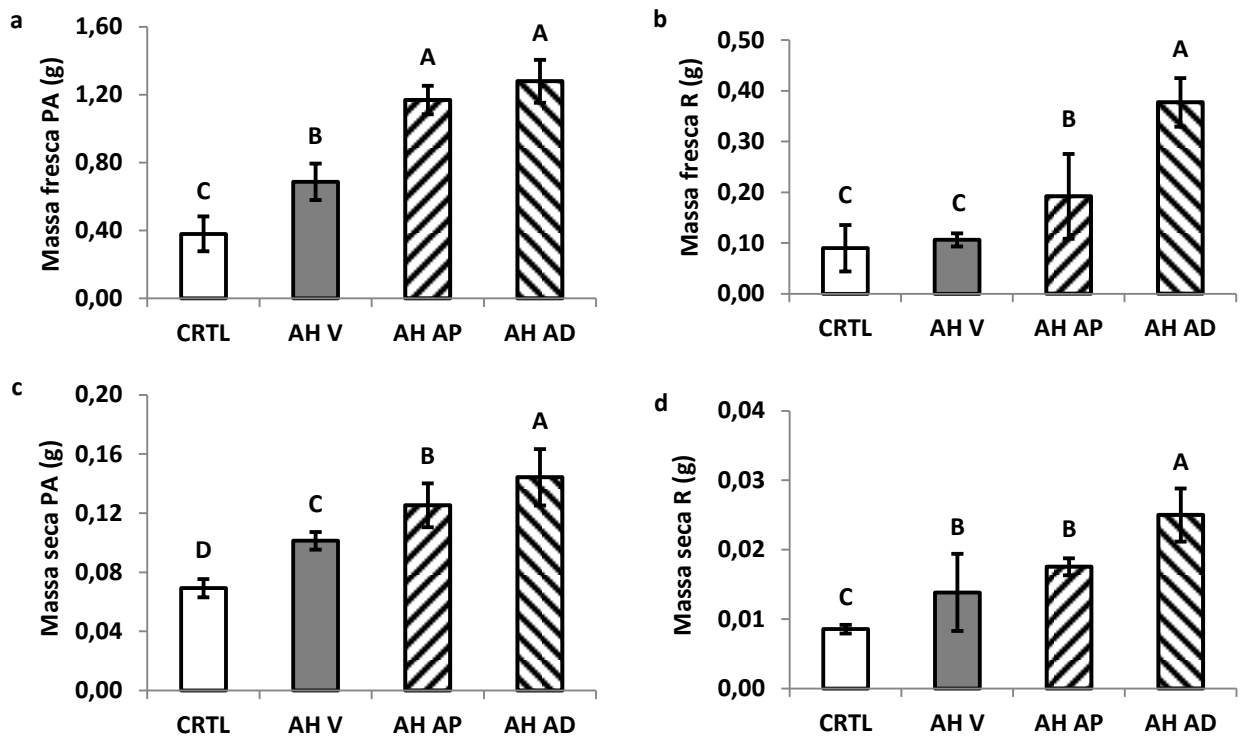 a
Massa fresca PA (g)
1,60
1,20
0,80
0,40
0,00
C
B
A
A
CRTL AH V AH AP AH AD
b
Massa fresca R (g)
0,50
0,40
0,30
0,20
0,10
0,00
C
C
B
A
CRTL AH V AH AP AH AD
c
Massa seca PA (g)
0,20
0,16
0,12
0,08
0,04
0,00
D
C
B
A
CRTL AH V AH AP AH AD
d
Massa seca R (g)
0,04
0,03
0,02
0,01
0,00
C
B
B
A
CRTL AH V AH AP AH AD